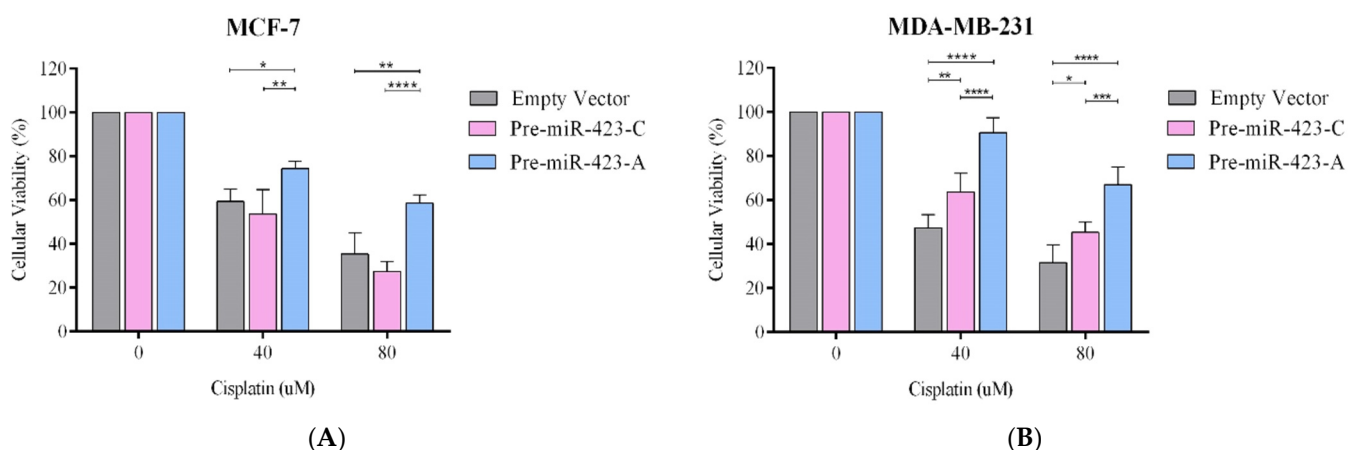 MCF-7
* **
** ****
120
100
80
60
40
20
0
Cellular Viability (%)
0 40 80
Cisplatin (uM)
Empty Vector
Pre-miR-423-C
Pre-miR-423-A
(A)
MDA-MB-231
**** ****
** *
**** ***
120
100
80
60
40
20
0
Cellular Viability (%)
0 40 80
Cisplatin (uM)
Empty Vector
Pre-miR-423-C
Pre-miR-423-A
(B)